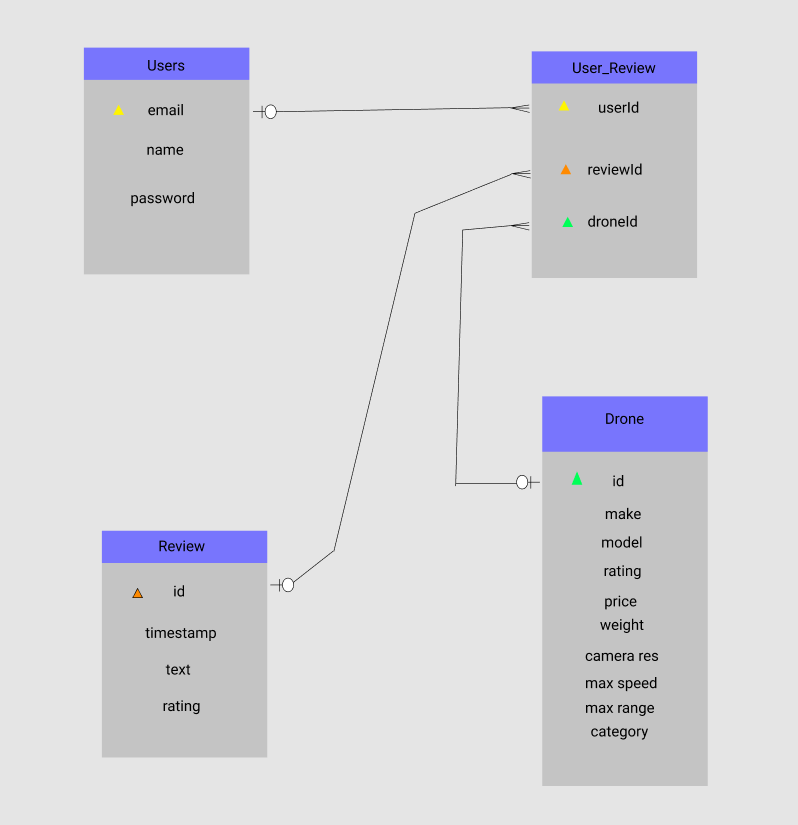 Users
email
name
password
User_Review
userId
reviewId
droneId
Review
id
timestamp
text
rating
Drone
id
make
model
rating
price
weight
camera res
max speed
max range
category